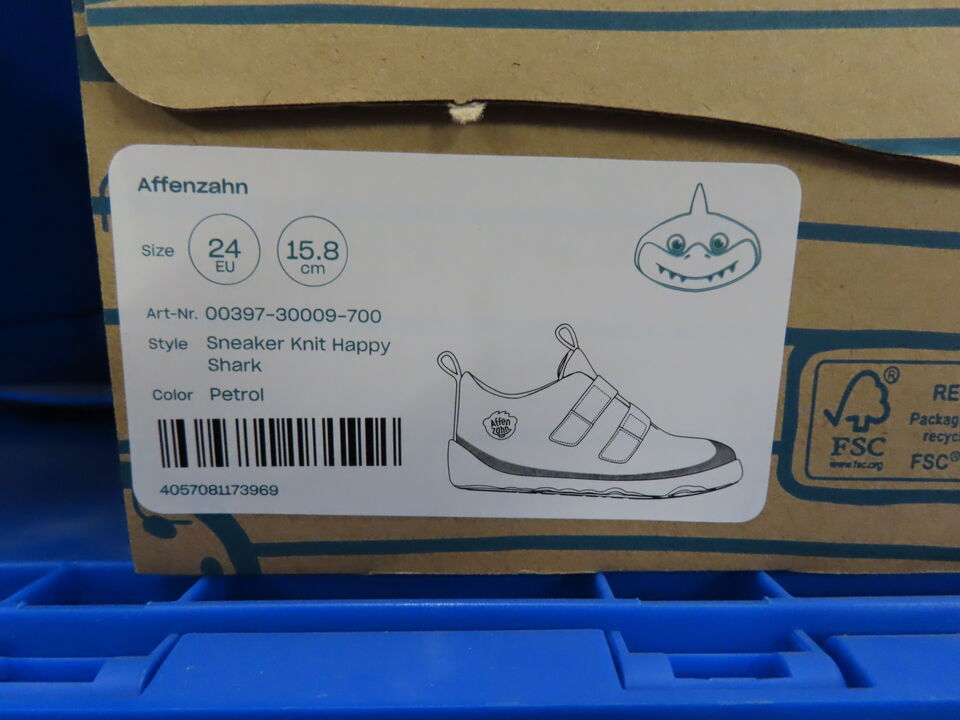 Affenzahn
Size 24 EU 15.8 cm
Art-Nr. 00397-30009-700
Style Sneaker Knit Happy
Shark
Color Petrol
4057081173969
Affen
zahn
FSC
www.fsc.org
®
RE
Packag
recyc
FSC®